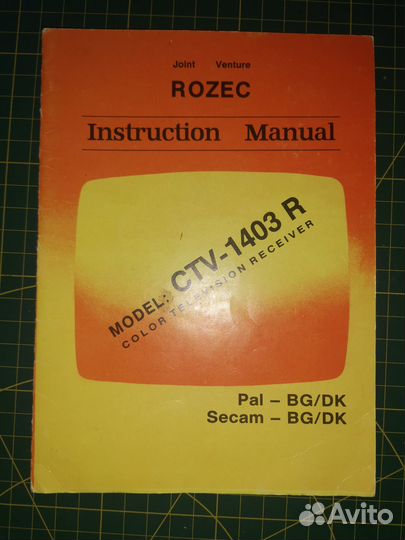 Joint Venture
ROZEC
Instruction Manual
MODEL: CTV-1403 R
COLOR TELEVISION RECEIVER
Pal – BG/DK
Secam – BG/DK
Avito